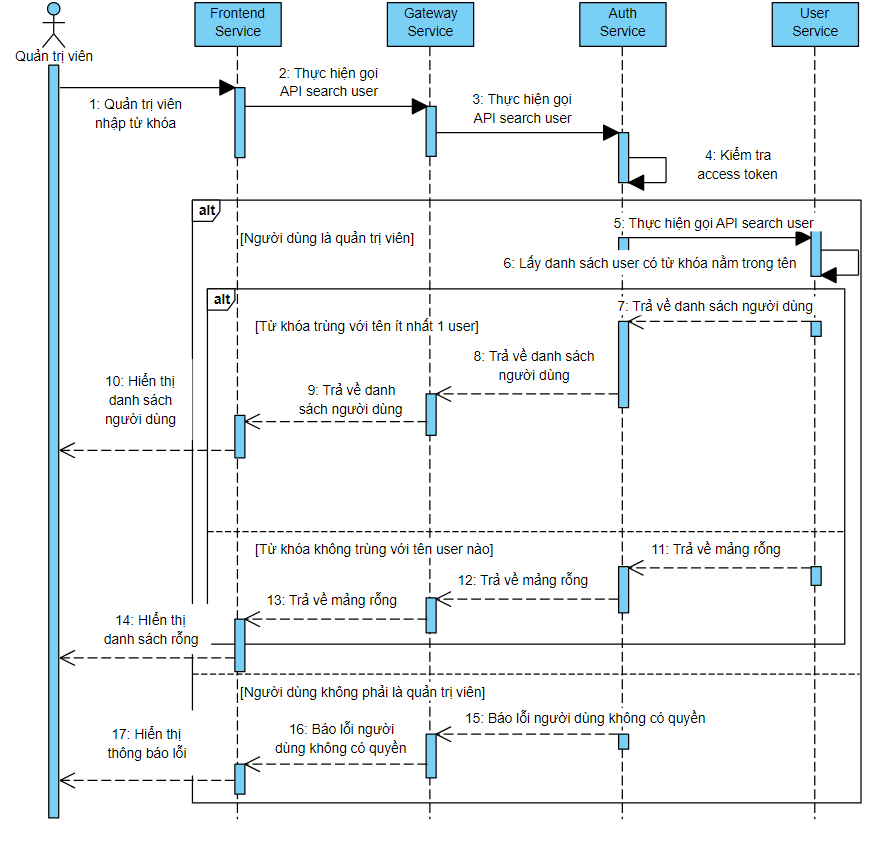 Quản trị viên
Frontend
Service
Gateway
Service
Auth
Service
User
Service
1: Quản trị viên
nhập từ khóa
2: Thực hiện gọi
API search user
3: Thực hiện gọi
API search user
4: Kiểm tra
access token
alt
[Người dùng là quản trị viên]
5: Thực hiện gọi API search user
6: Lấy danh sách user có từ khóa nằm trong tên
alt
[Từ khóa trùng với tên ít nhất 1 user]
7: Trả về danh sách người dùng
8: Trả về danh sách
người dùng
9: Trả về danh
sách người dùng
10: Hiển thị
danh sách
người dùng
[Từ khóa không trùng với tên user nào]
11: Trả về mảng rỗng
12: Trả về mảng rỗng
13: Trả về mảng rỗng
14: HIển thị
danh sách rỗng
[Người dùng không phải là quản trị viên]
15: Báo lỗi người dùng không có quyền
16: Báo lỗi người
dùng không có quyền
17: Hiển thị
thông báo lỗi